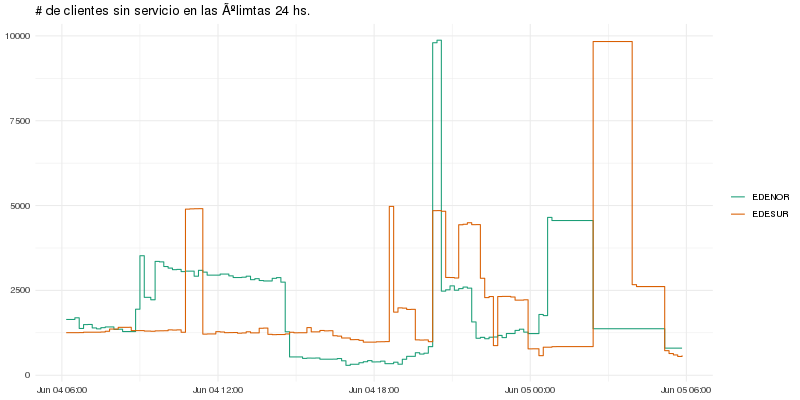 # de clientes sin servicio en las Ãºlimtas 24 hs.
10000
7500
5000
2500
0
Jun 04 06:00
Jun 04 12:00
Jun 04 18:00
Jun 05 00:00
Jun 05 06:00
EDENOR
EDESUR